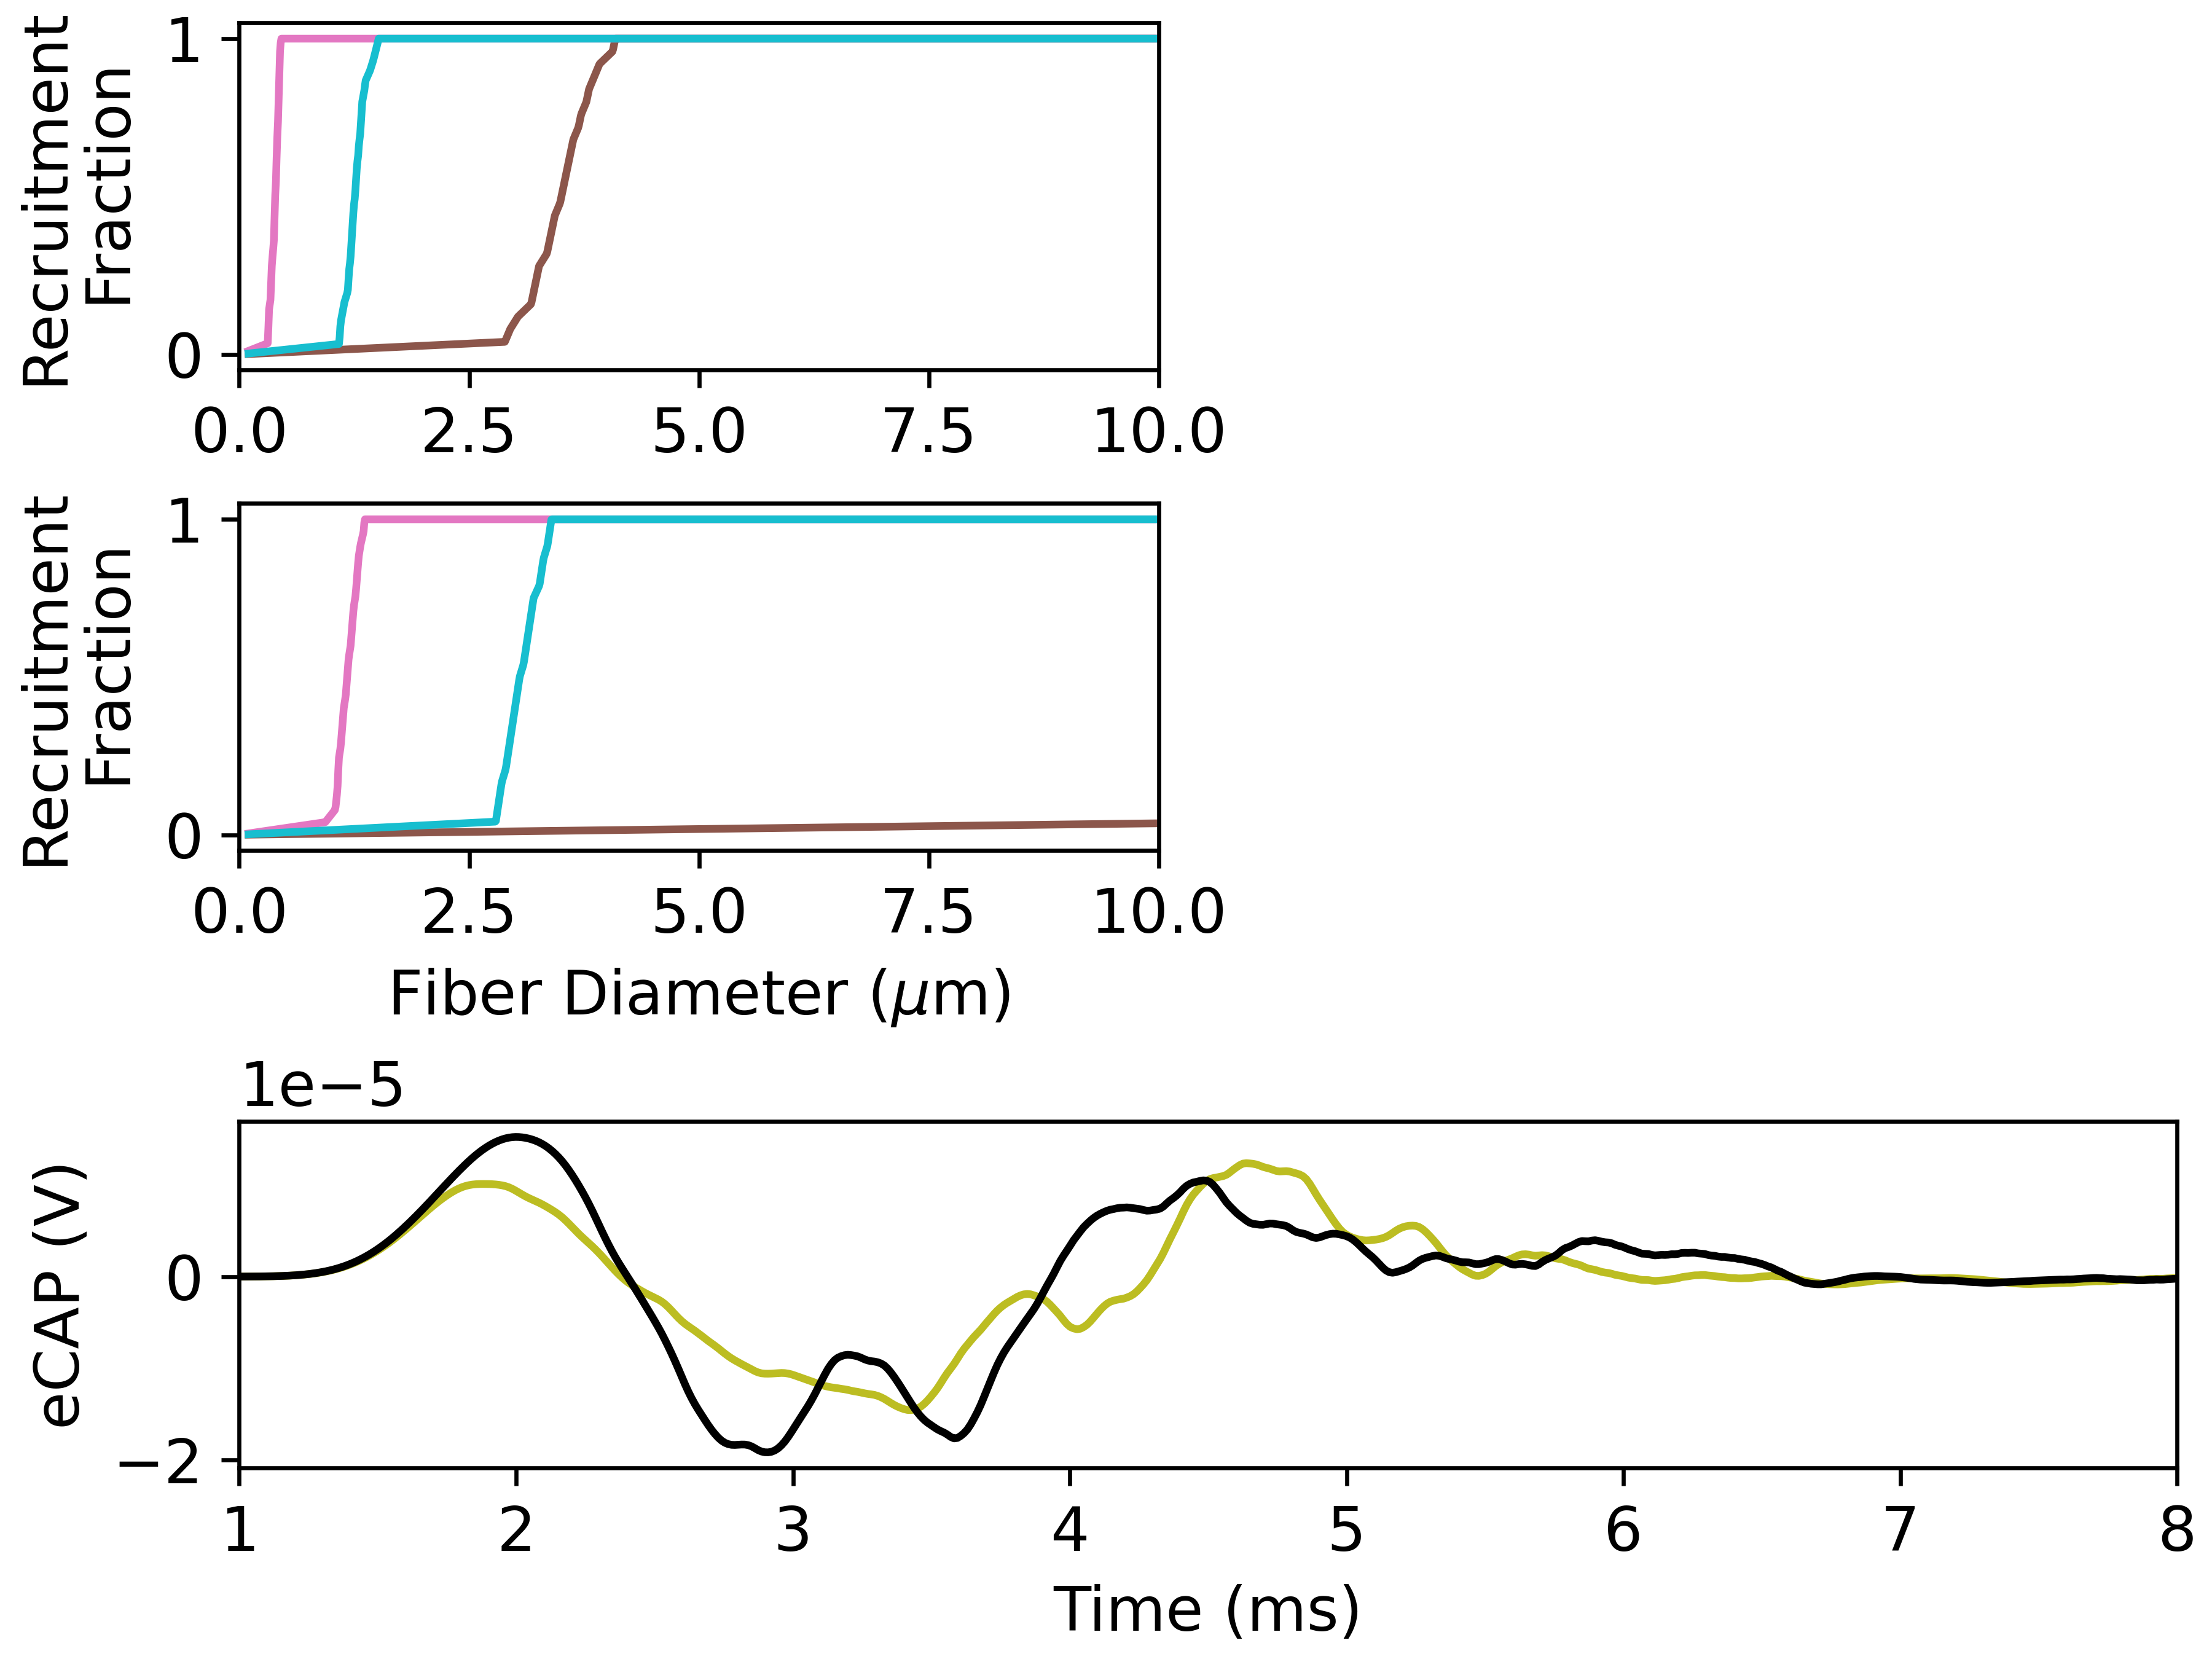 Recruitment
Fraction
1
0
0.0 2.5 5.0 7.5 10.0
Recruitment
Fraction
1
0
0.0 2.5 5.0 7.5 10.0
Fiber Diameter (μm)
1e−5
eCAP (V)
0
−2
1 2 3 4 5 6 7 8
Time (ms)